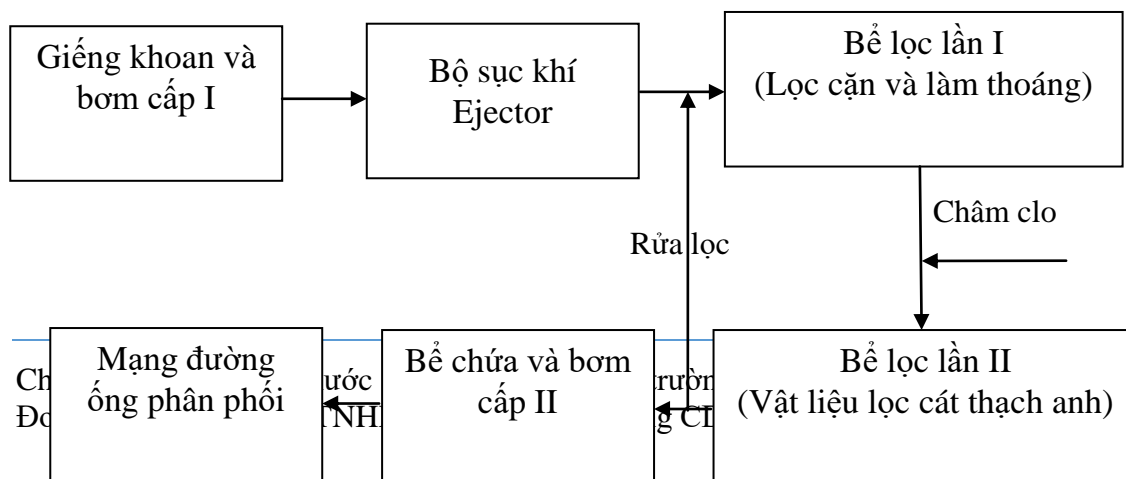 Giếng khoan và
bơm cấp I
Bộ sục khí
Ejector
Bể lọc lần I
(Lọc cặn và làm thoáng)
Châm clo
Rửa lọc
Mạng đường
ống phân phối
Bể chứa và bơm
cấp II
Bể lọc lần II
(Vật liệu lọc cát thạch anh)